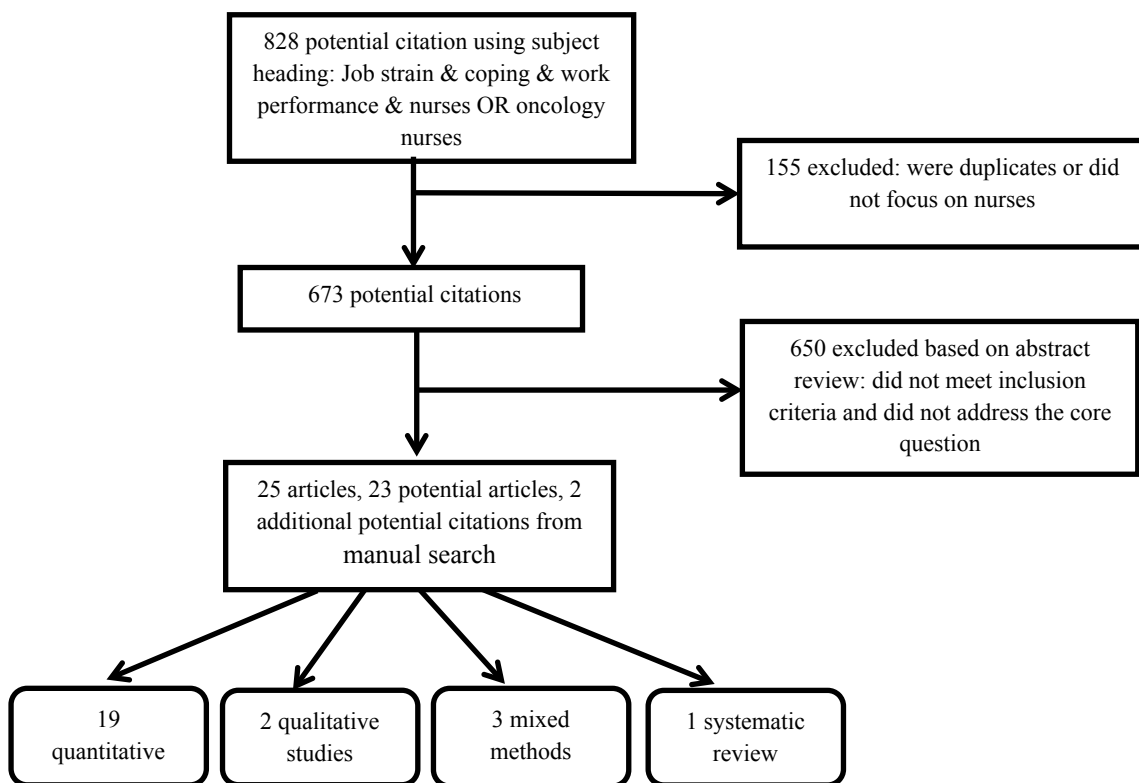 828 potential citation using subject
heading: Job strain & coping & work
performance & nurses OR oncology
nurses
155 excluded: were duplicates or did
not focus on nurses
673 potential citations
650 excluded based on abstract
review: did not meet inclusion
criteria and did not address the core
question
25 articles, 23 potential articles, 2
additional potential citations from
manual search
19
quantitative
2 qualitative
studies
3 mixed
methods
1 systematic
review